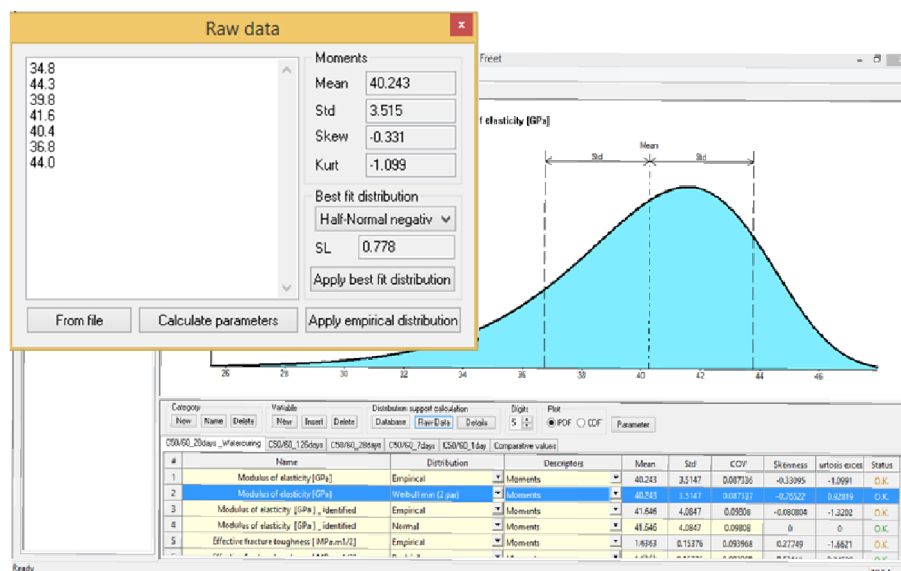 Raw data
x
34.8
44.3
39.8
41.6
40.4
36.8
44.0
Moments
Mean 40.243
Std 3.515
Skew -0.331
Kurt -1.099
Best fit distribution
Half-Normal negativ
SL 0.778
Apply best fit distribution
From file Calculate parameters Apply empirical distribution
Freet
of elasticity [GPa]
Mean
Std Std
26 28 30 32 34 36 38 40 42 44 46
Category Variable Distribution support calculation Digits Plot
New Name Delete New Insert Delete Database Raw Data Details 5 PDF CDF Parameter
C50/60_28days_Watercuring C50/60_126days C50/60_28days C50/60_7days C50/60_1day Comparative values
# Name Distribution Descriptors Mean Std COV Skewness urtosis exces Status
1 Modulus of elasticity [GPa] Empirical Moments 40.243 3.5147 0.087336 -0.33095 -1.0991 O.K.
2 Modulus of elasticity [GPa] Weibull min (2 par) Moments 40.243 3.5147 0.087337 O.K.
3 Modulus of elasticity [GPa]_identified Empirical Moments 41.646 4.0847 0.09808 -0.080804 -1.3202 O.K.
4 Modulus of elasticity [GPa]_identified Normal Moments 41.646 4.0847 0.09808 0 0 O.K.
5 Effective fracture toughness [MPa.m1/2] Empirical Moments 1.6363 0.15376 0.093968 0.27749 -1.6621 O.K.
Ready